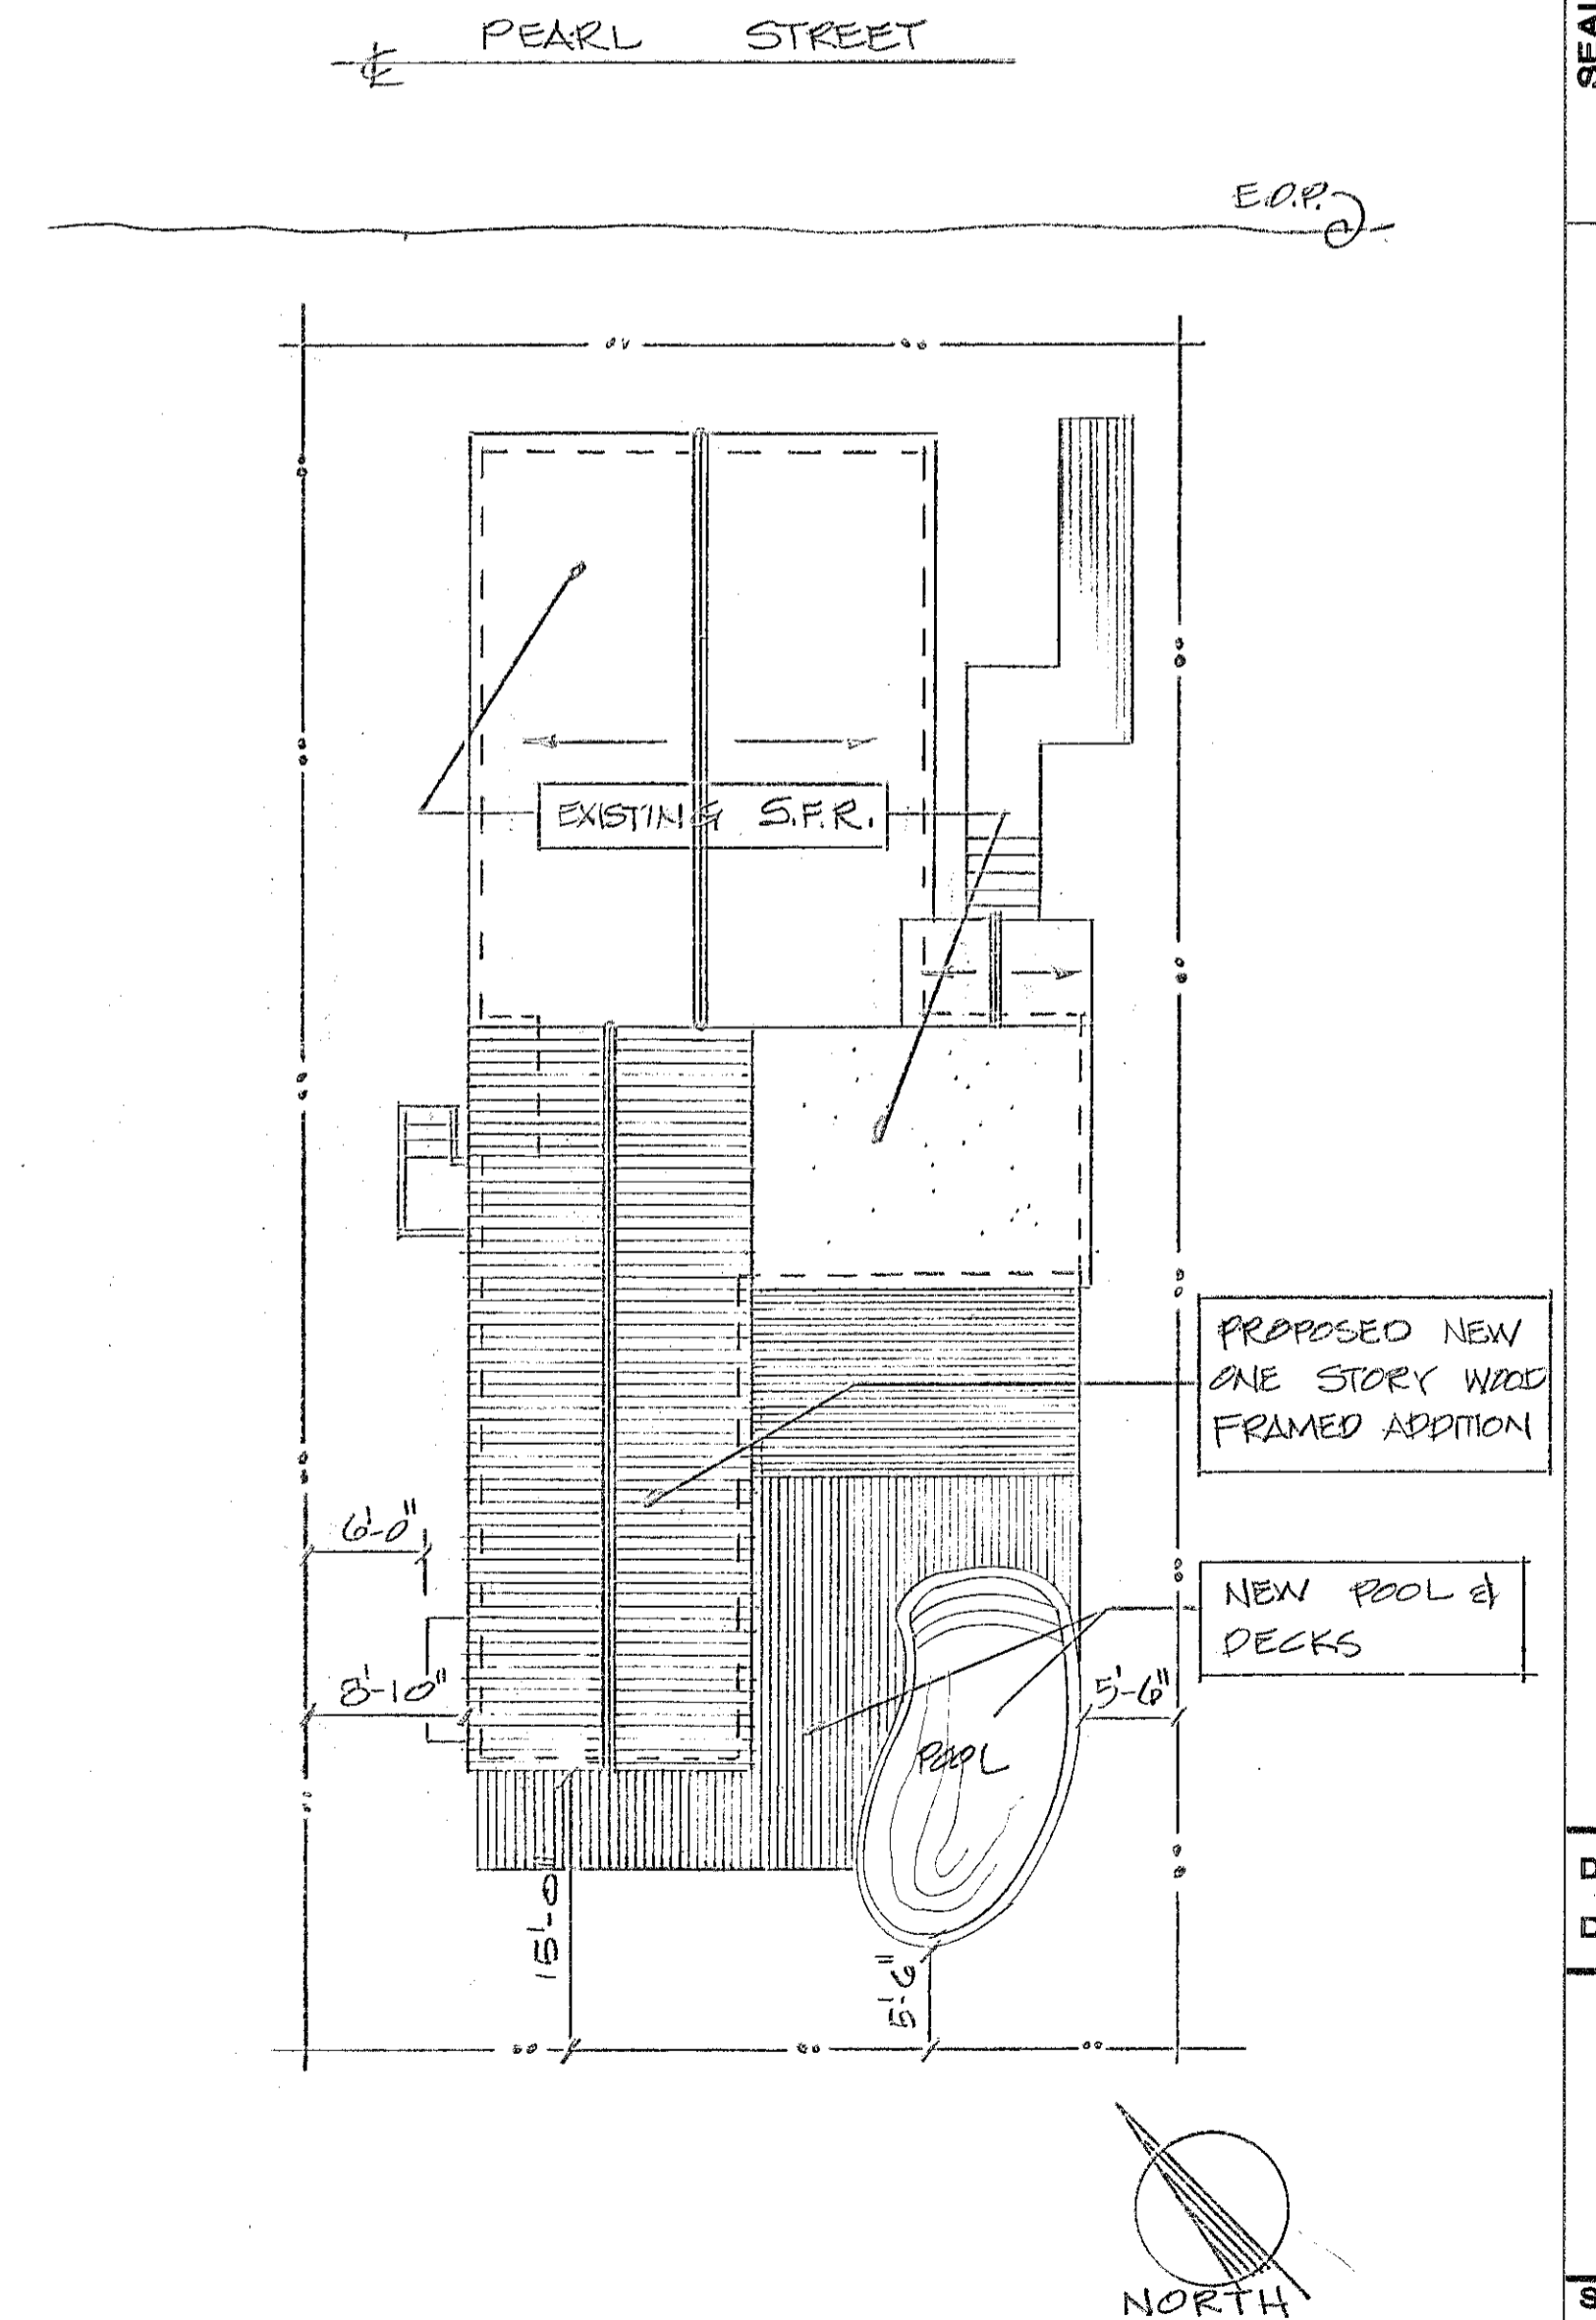 SEAL
PEARL STREET
℄
E.O.P.
EXISTING S.F.R.
PROPOSED NEW
ONE STORY WOOD
FRAMED ADDITION
6'-0"
NEW POOL &
DECKS
8'-10"
5'-6"
POOL
15'-0"
5'-6"
NORTH